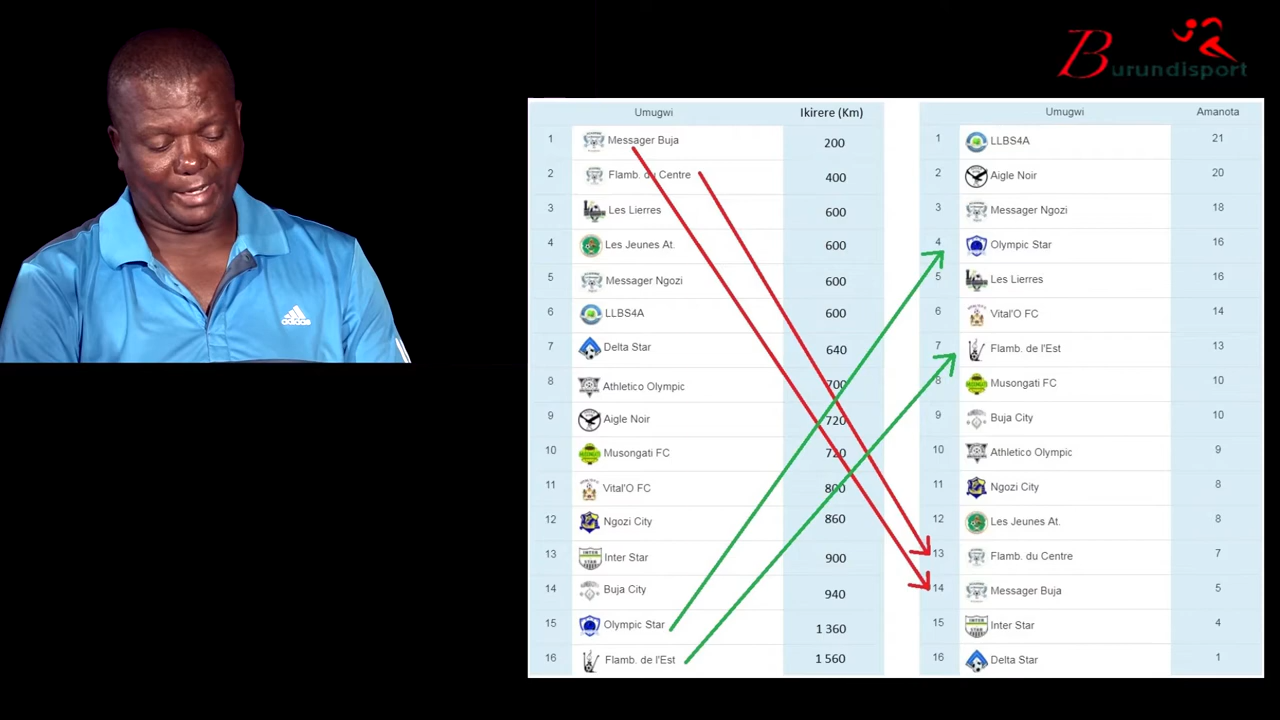 Burundisport
Umugwi Ikirere (Km)
1 Messager Buja 200
2 Flamb. du Centre 400
3 Les Lierres 600
4 Les Jeunes At. 600
5 Messager Ngozi 600
6 LLBS4A 600
7 Delta Star 640
8 Athletico Olympic 700
9 Aigle Noir 720
10 Musongati FC 720
11 Vital'O FC 800
12 Ngozi City 860
13 Inter Star 900
14 Buja City 940
15 Olympic Star 1 360
16 Flamb. de l'Est 1 560
Umugwi Amanota
1 LLBS4A 21
2 Aigle Noir 20
3 Messager Ngozi 18
4 Olympic Star 16
5 Les Lierres 16
6 Vital'O FC 14
7 Flamb. de l'Est 13
8 Musongati FC 10
9 Buja City 10
10 Athletico Olympic 9
11 Ngozi City 8
12 Les Jeunes At. 8
13 Flamb. du Centre 7
14 Messager Buja 5
15 Inter Star 4
16 Delta Star 1
adidas